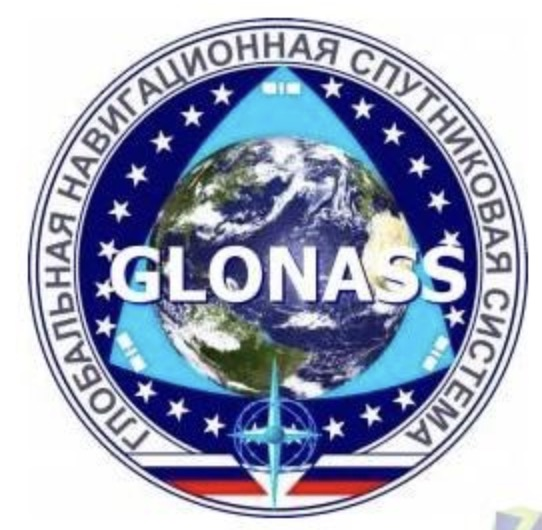 ГЛОБАЛЬНАЯ НАВИГАЦИОННАЯ СПУТНИКОВАЯ СИСТЕМА
GLONASS